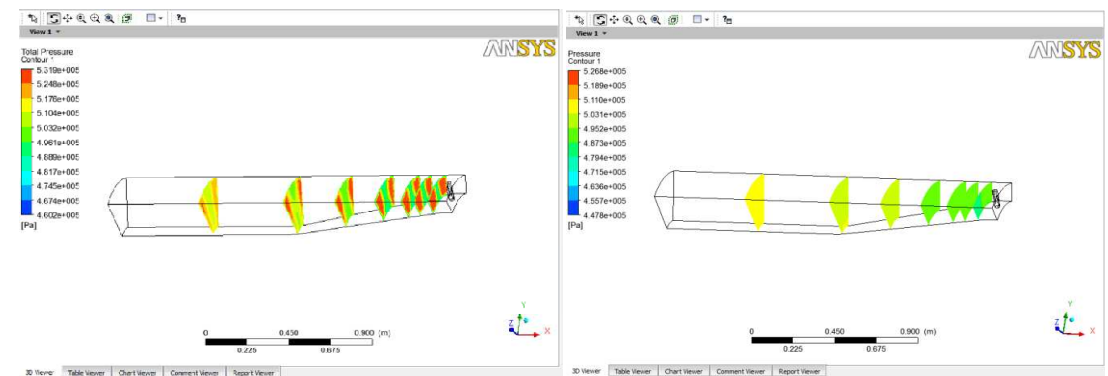 View 1
ANSYS
Total Pressure
Contour 1
5.319e+005
5.248e+005
5.176e+005
5.104e+005
5.032e+005
4.961e+005
4.889e+005
4.817e+005
4.745e+005
4.674e+005
4.602e+005
[Pa]
0 0.450 0.900 (m)
0.225 0.675
Y
Z X
3D Viewer Table Viewer Chart Viewer Comment Viewer Report Viewer
View 1
ANSYS
Pressure
Contour 1
5.268e+005
5.189e+005
5.110e+005
5.031e+005
4.952e+005
4.873e+005
4.794e+005
4.715e+005
4.636e+005
4.557e+005
4.478e+005
[Pa]
0 0.450 0.900 (m)
0.225 0.675
Y
Z X
3D Viewer Table Viewer Chart Viewer Comment Viewer Report Viewer